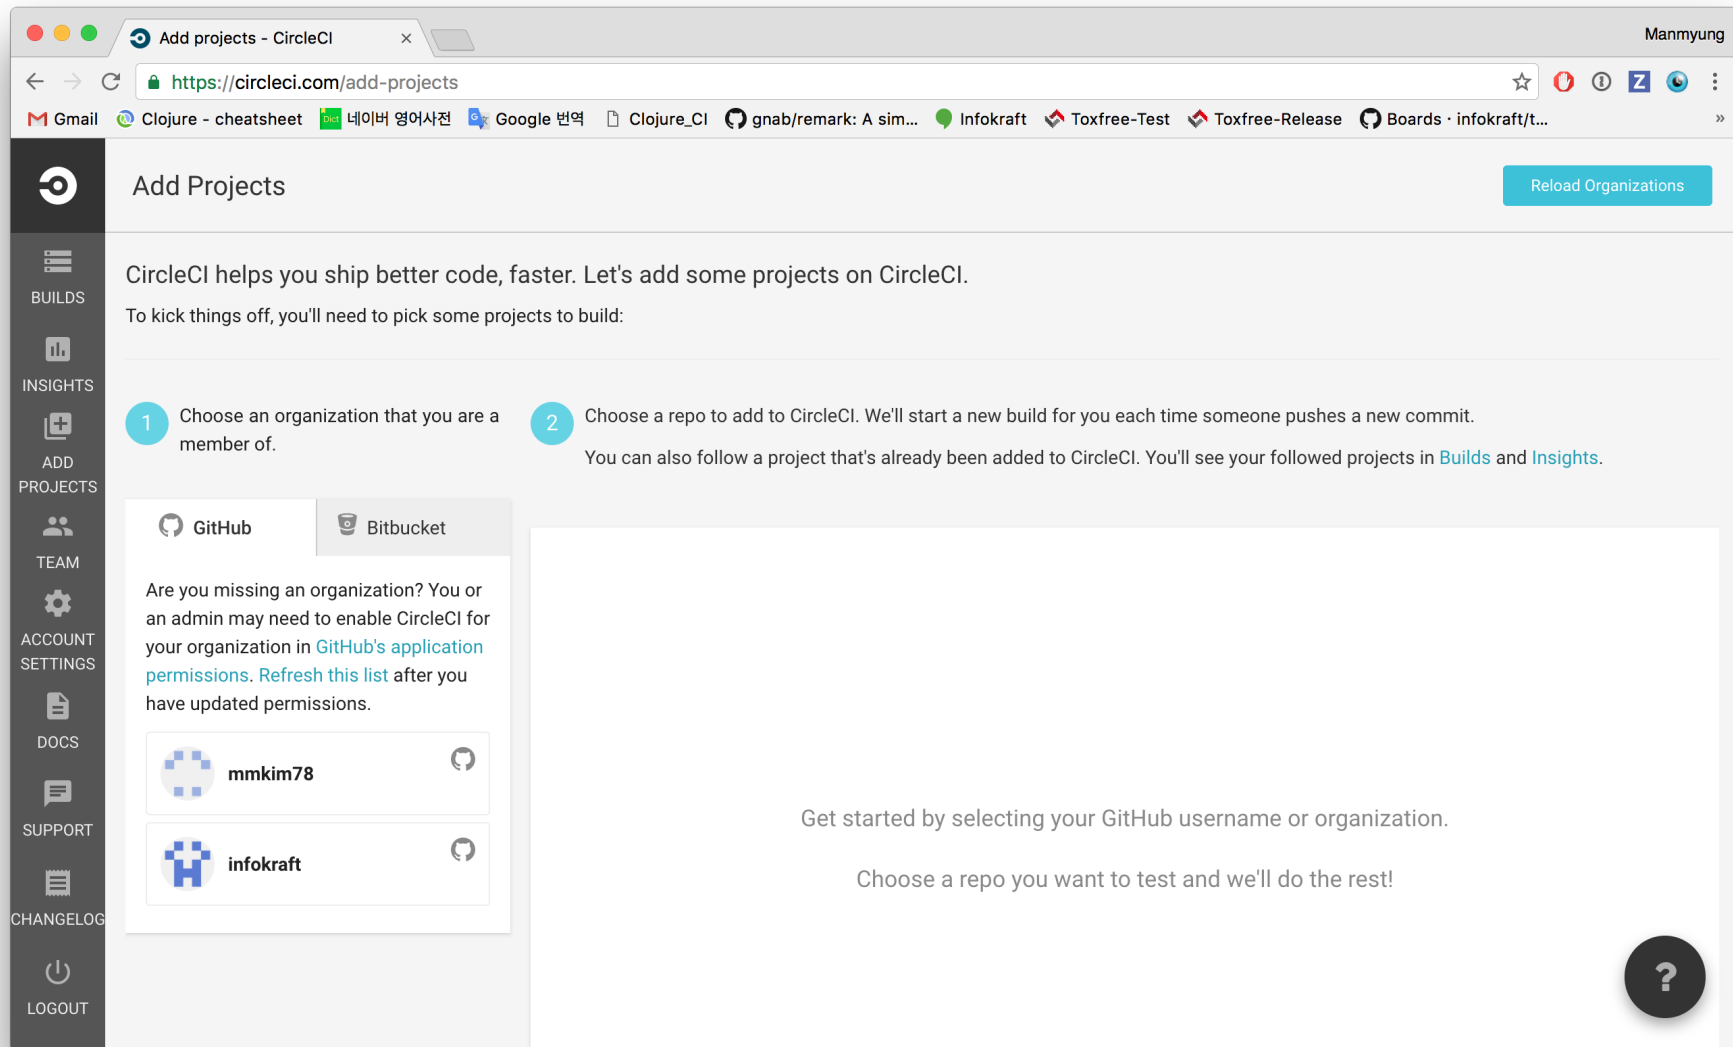 Add projects - CircleCI
Manmyung
https://circleci.com/add-projects
Gmail
Clojure - cheatsheet
Dict 네이버 영어사전
Google 번역
Clojure_CI
gnab/remark: A sim...
Infokraft
Toxfree-Test
Toxfree-Release
Boards · infokraft/t...
»
Add Projects
Reload Organizations
BUILDS
INSIGHTS
ADD
PROJECTS
TEAM
ACCOUNT
SETTINGS
DOCS
SUPPORT
CHANGELOG
LOGOUT
CircleCI helps you ship better code, faster. Let's add some projects on CircleCI.
To kick things off, you'll need to pick some projects to build:
1
Choose an organization that you are a
member of.
2
Choose a repo to add to CircleCI. We'll start a new build for you each time someone pushes a new commit.
You can also follow a project that's already been added to CircleCI. You'll see your followed projects in Builds and Insights.
GitHub
Bitbucket
Are you missing an organization? You or
an admin may need to enable CircleCI for
your organization in GitHub's application
permissions. Refresh this list after you
have updated permissions.
mmkim78
infokraft
Get started by selecting your GitHub username or organization.
Choose a repo you want to test and we'll do the rest!
?